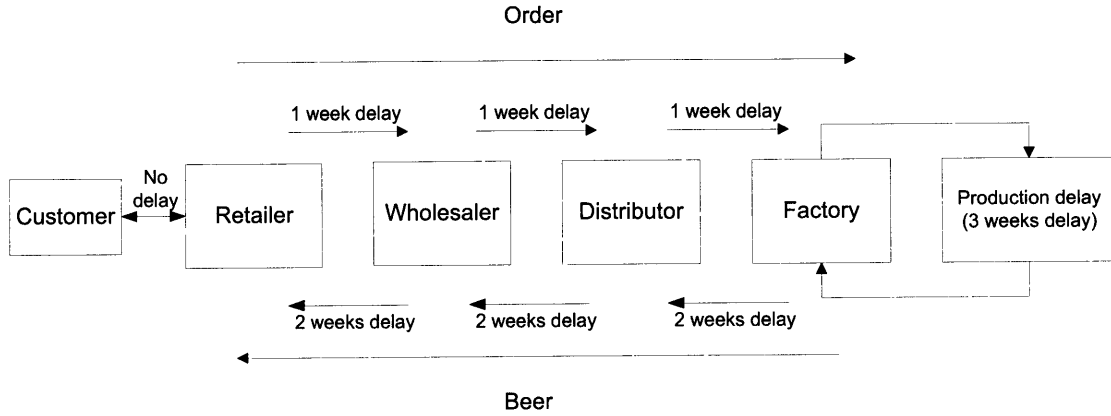 Order
1 week delay
1 week delay
1 week delay
No
delay
Customer
Retailer
Wholesaler
Distributor
Factory
Production delay
(3 weeks delay)
2 weeks delay
2 weeks delay
2 weeks delay
Beer